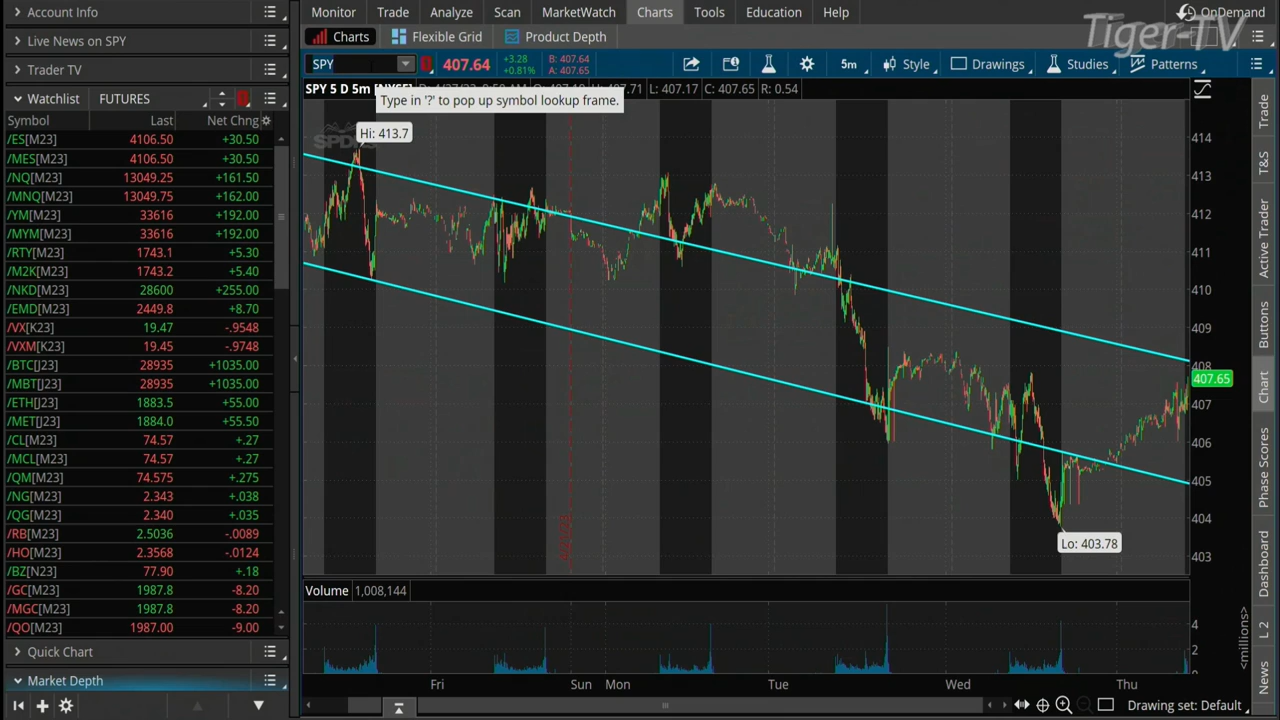 Account Info
Live News on SPY
Trader TV
Watchlist FUTURES
Symbol Last Net Chng
/ES[M23] 4106.50 +30.50
/MES[M23] 4106.50 +30.50
/NQ[M23] 13049.25 +161.50
/MNQ[M23] 13049.75 +162.00
/YM[M23] 33616 +192.00
/MYM[M23] 33616 +192.00
/RTY[M23] 1743.1 +5.30
/M2K[M23] 1743.2 +5.40
/NKD[M23] 28600 +255.00
/EMD[M23] 2449.8 +8.70
/VX[K23] 19.47 -.9548
/VXM[K23] 19.45 -.9748
/BTC[J23] 28935 +1035.00
/MBT[J23] 28935 +1035.00
/ETH[J23] 1883.5 +55.00
/MET[J23] 1884.0 +55.50
/CL[M23] 74.57 +.27
/MCL[M23] 74.57 +.27
/QM[M23] 74.575 +.275
/NG[M23] 2.343 +.038
/QG[M23] 2.340 +.035
/RB[M23] 2.5036 -.0089
/HO[M23] 2.3568 -.0124
/BZ[N23] 77.90 +.18
/GC[M23] 1987.8 -8.20
/MGC[M23] 1987.8 -8.20
/QO[M23] 1987.00 -9.00
Quick Chart
Market Depth
Monitor Trade Analyze Scan MarketWatch Charts Tools Education Help
OnDemand
Tiger-TV
Charts Flexible Grid Product Depth
SPY 407.64 +3.28 B: 407.64
+0.81% A: 407.65
5m Style Drawings Studies Patterns
SPY 5 D 5m L: 407.17 C: 407.65 R: 0.54
Type in '?' to pop up symbol lookup frame.
Hi: 413.7
414
413
412
411
410
409
408
407.65
407
406
405
404
403
Lo: 403.78
Volume 1,008,144
4
2
<millions>
Fri Sun Mon Tue Wed Thu
Drawing set: Default
Trade
T&S
Active Trader
Buttons
Chart
Phase Scores
Dashboard
L 2
News